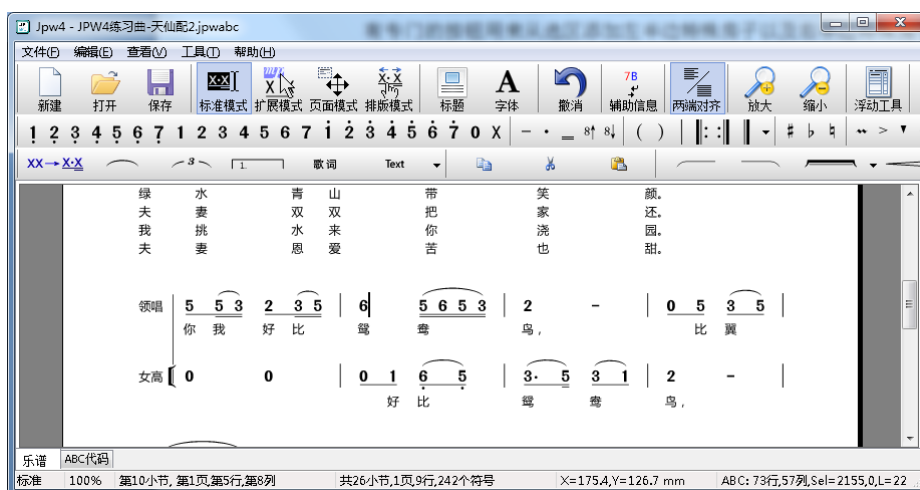 Jpw4 - JPW4练习曲-天仙配2.jpwabc
文件(F) 编辑(E) 查看(V) 工具(T) 帮助(H)
新建 打开 保存 标准模式 扩展模式 页面模式 排版模式 标题 字体 撤消 辅助信息 两端对齐 放大 缩小 浮动工具
1 2 3 4 5 6 7 1 2 3 4 5 6 7 1 2 3 4 5 6 7 0 X – · _ 8↑ 8↓ ( ) # b ♮ >
XX→X·X 3 1. 歌词 Text
绿 水 青 山 带 笑 颜。
夫 妻 双 双 把 家 还。
我 挑 水 来 你 浇 园。
夫 妻 恩 爱 苦 也 甜。
领唱 5 5 3 2 3 5 | 6 5 6 5 3 | 2 - | 0 5 3 5 |
你 我 好 比 鸳 鸯 鸟, 比 翼
女高 0 0 | 0 1 6 5 | 3· 5 3 1 | 2 - |
好 比 鸳 鸯 鸟,
乐谱 ABC代码
标准 100% 第10小节, 第1页,第5行,第8列 共26小节,1页,9行,242个符号 X=175.4,Y=126.7 mm ABC: 73行,57列,Sel=2155,0,L=22